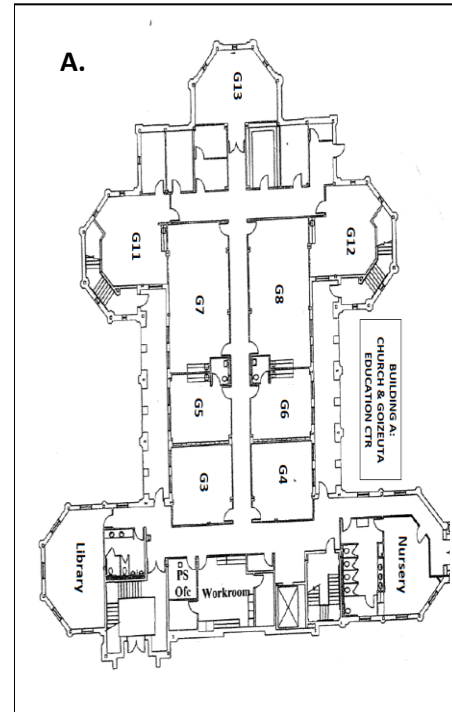 A.
G13
G11
G12
G7
G8
BUILDING A:
CHURCH & GOIZEUTA
EDUCATION CTR
G5
G6
G3
G4
Library
PS
Ofc
Workroom
Nursery